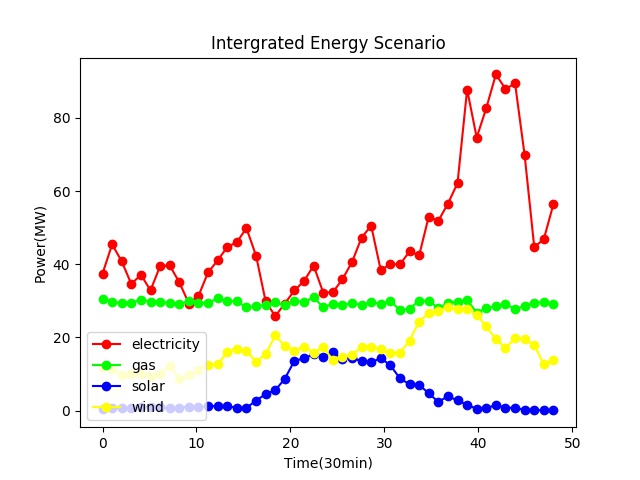 Intergrated Energy Scenario
Power(MW)
80
60
40
20
0
electricity
gas
solar
wind
0 10 20 30 40 50
Time(30min)